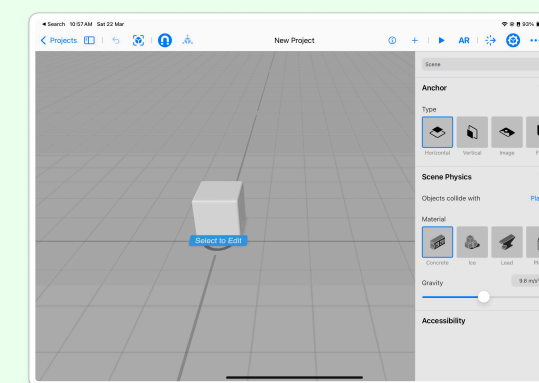 ◂ Search 10:57 AM Sat 22 Mar 93%
Projects New Project AR
Scene
Anchor
Type
Horizontal Vertical Image
Scene Physics
Objects collide with
Material
Concrete Ice Lead
Gravity 9.8 m/s²
Accessibility
Select to Edit